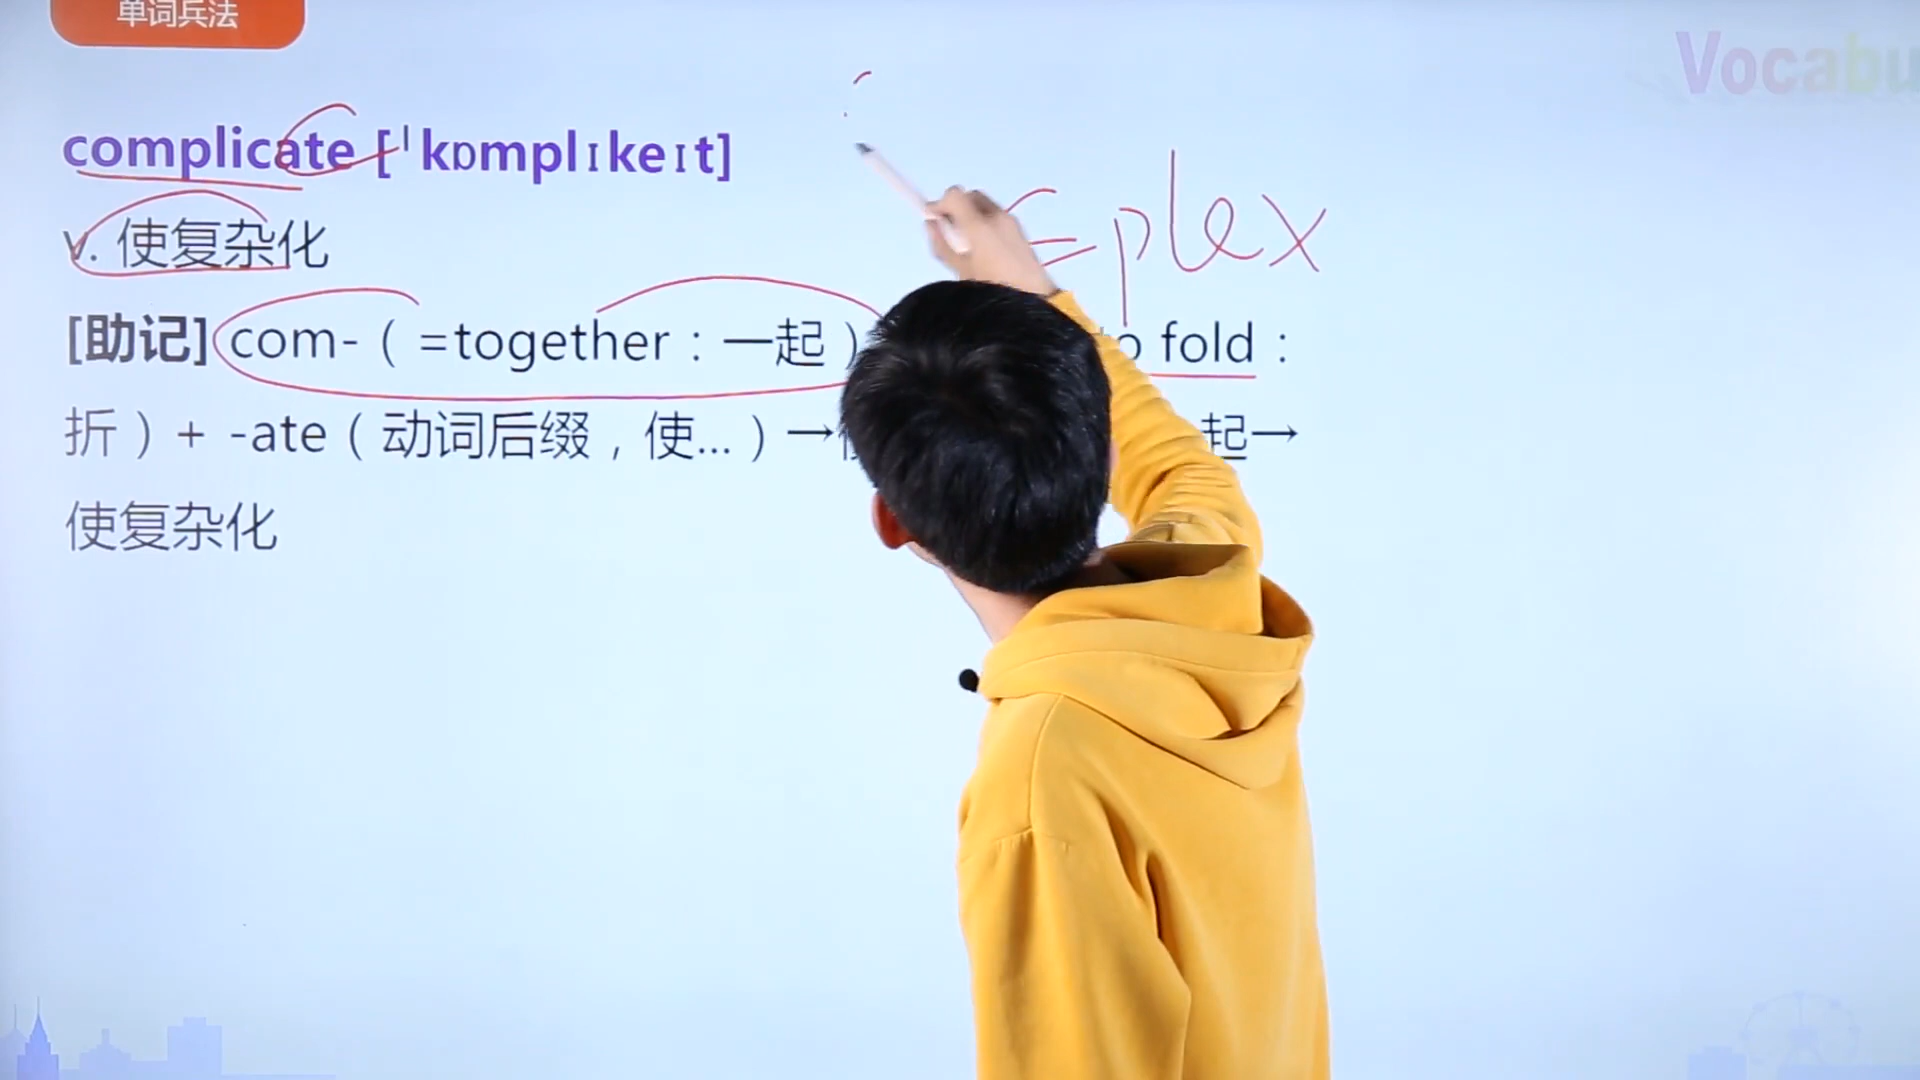 单词兵法
Vocabu
complicate [ˈkɒmplɪkeɪt]
=plex
v. 使复杂化
[助记] com-（=together：一起） fold：
折）+ -ate（动词后缀，使...）→ 起→
使复杂化